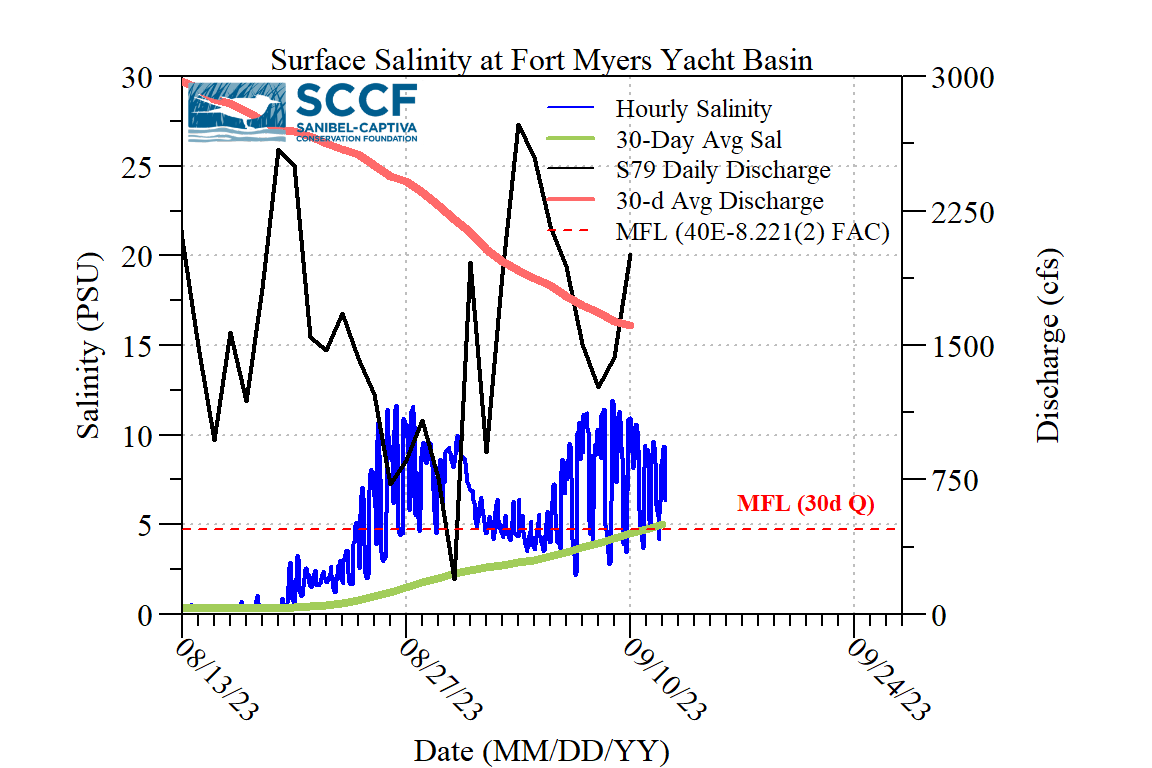 Surface Salinity at Fort Myers Yacht Basin
SCCF
SANIBEL-CAPTIVA
CONSERVATION FOUNDATION
Hourly Salinity
30-Day Avg Sal
S79 Daily Discharge
30-d Avg Discharge
MFL (40E-8.221(2) FAC)
30
25
20
15
10
5
0
Salinity (PSU)
3000
2250
1500
750
0
Discharge (cfs)
MFL (30d Q)
08/13/23
08/27/23
09/10/23
09/24/23
Date (MM/DD/YY)